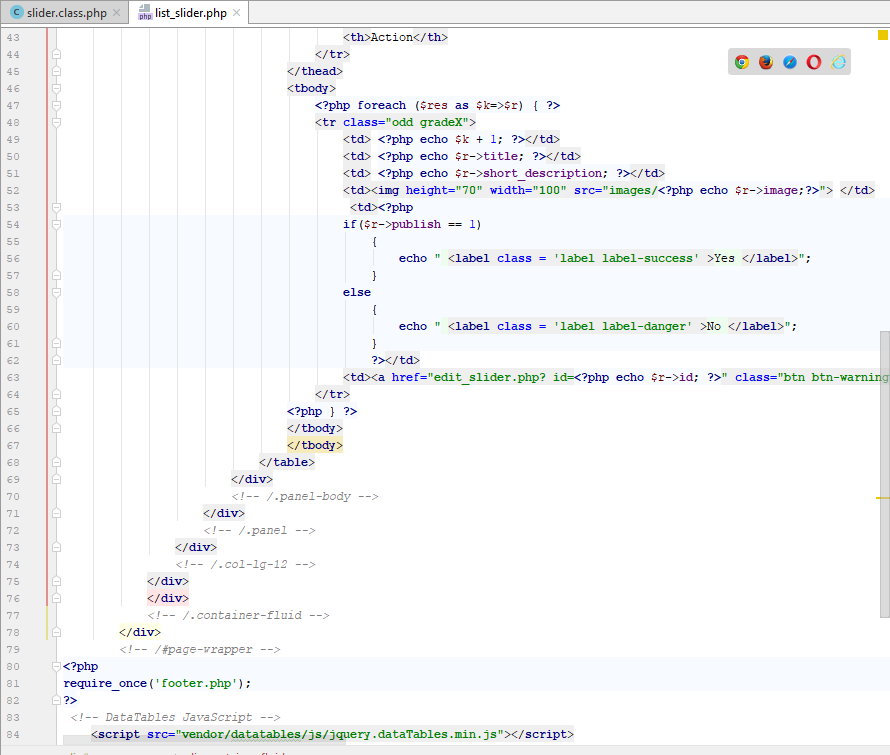 slider.class.php
list_slider.php
43 <th>Action</th>
44 </tr>
45 </thead>
46 <tbody>
47 <?php foreach ($res as $k=>$r) { ?>
48 <tr class="odd gradeX">
49 <td> <?php echo $k + 1; ?></td>
50 <td> <?php echo $r->title; ?></td>
51 <td> <?php echo $r->short_description; ?></td>
52 <td><img height="70" width="100" src="images/<?php echo $r->image;?>"> </td>
53 <td><?php
54 if($r->publish == 1)
55 {
56 echo " <label class = 'label label-success' >Yes </label>";
57 }
58 else
59 {
60 echo " <label class = 'label label-danger' >No </label>";
61 }
62 ?></td>
63 <td><a href="edit_slider.php? id=<?php echo $r->id; ?>" class="btn btn-warning
64 </tr>
65 <?php } ?>
66 </tbody>
67 </tbody>
68 </table>
69 </div>
70 <!-- /.panel-body -->
71 </div>
72 <!-- /.panel -->
73 </div>
74 <!-- /.col-lg-12 -->
75 </div>
76 </div>
77 <!-- /.container-fluid -->
78 </div>
79 <!-- /#page-wrapper -->
80 <?php
81 require_once('footer.php');
82 ?>
83 <!-- DataTables JavaScript -->
84 <script src="vendor/datatables/js/jquery.dataTables.min.js"></script>